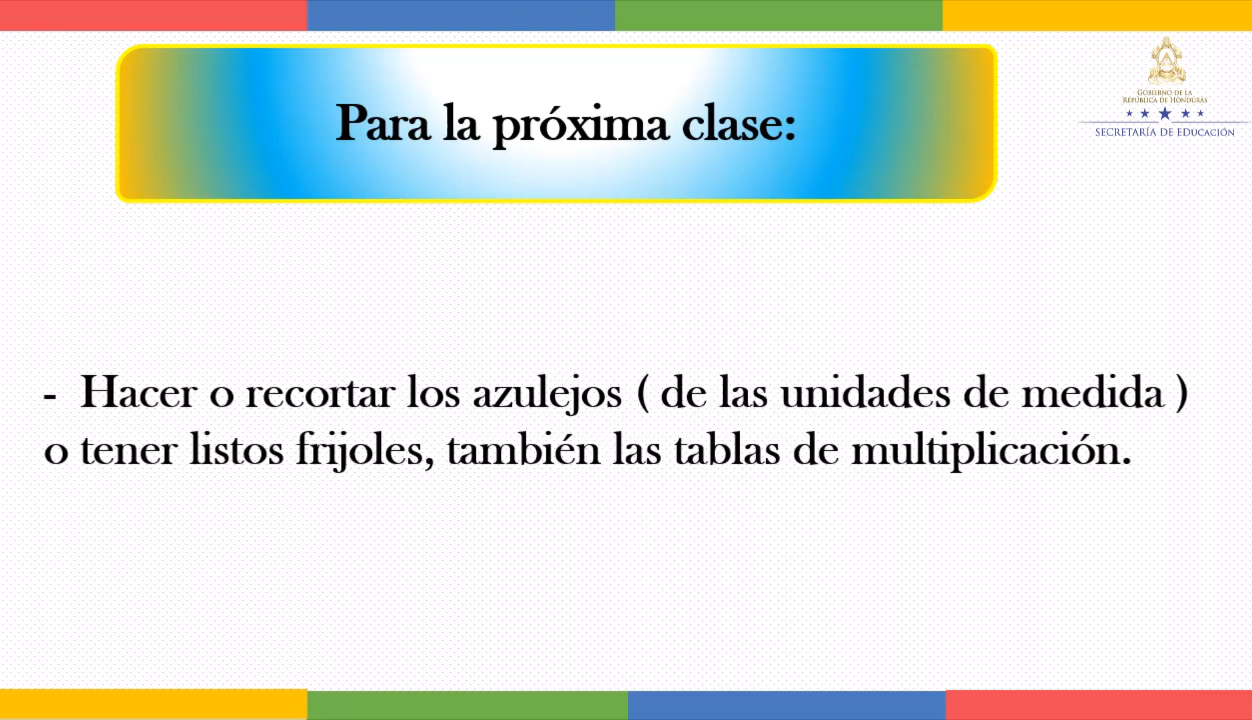 Para la próxima clase:
GOBIERNO DE LA
REPÚBLICA DE HONDURAS
SECRETARÍA DE EDUCACIÓN
- Hacer o recortar los azulejos ( de las unidades de medida )
o tener listos frijoles, también las tablas de multiplicación.